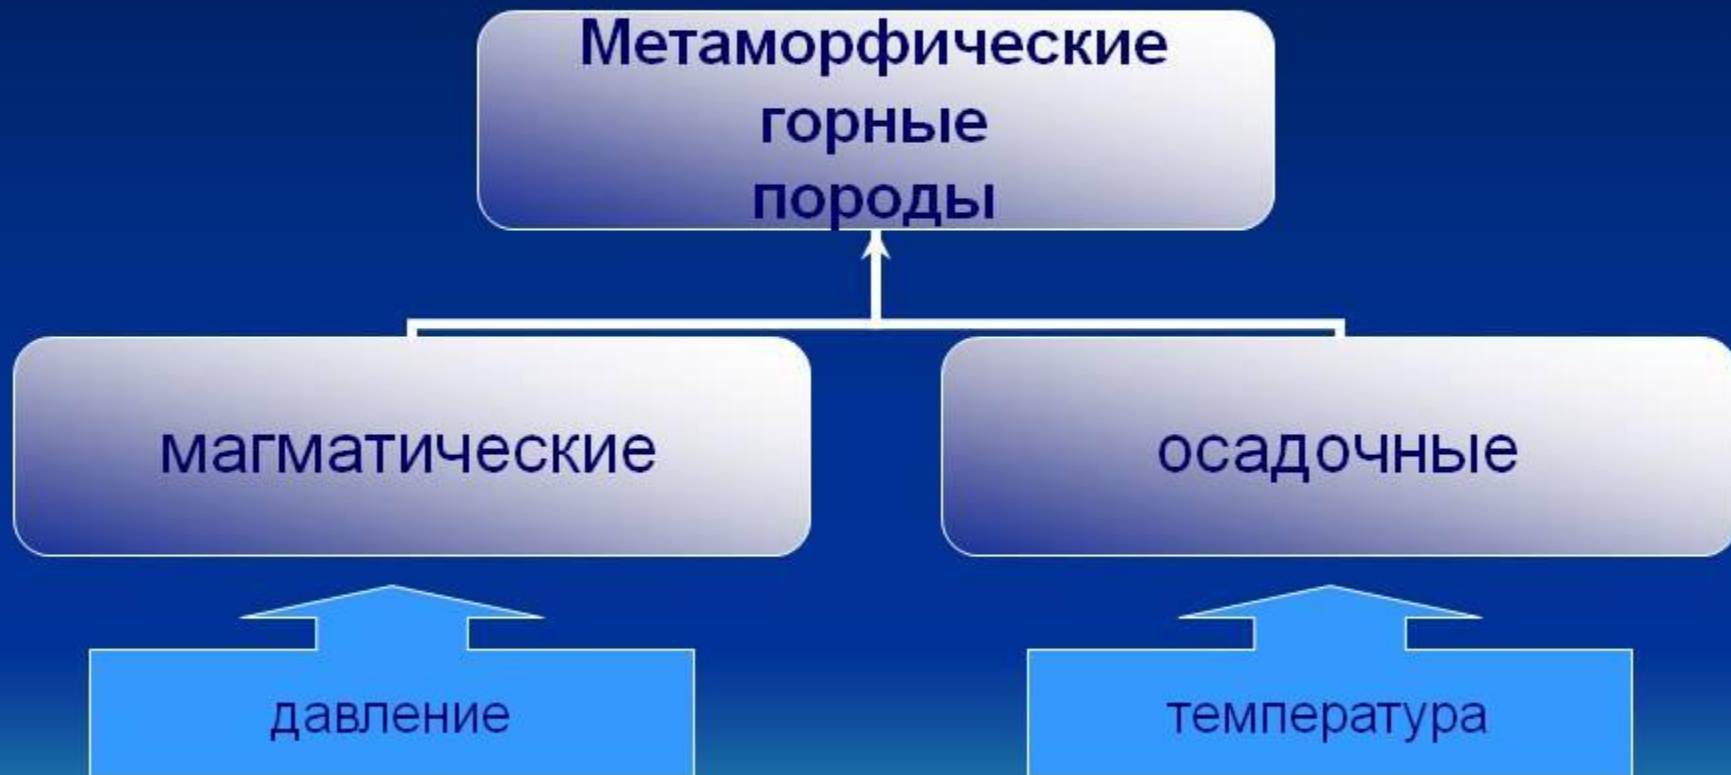 Метаморфические
горные
породы
магматические
осадочные
давление
температура